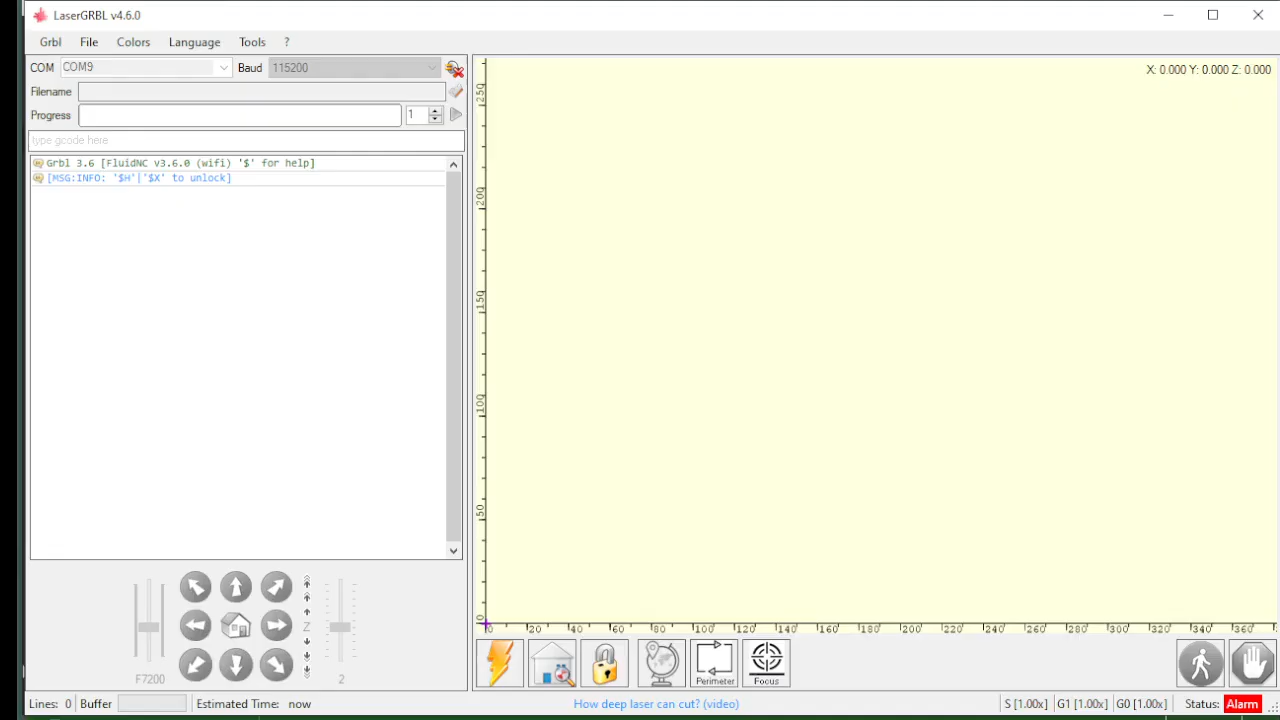 LaserGRBL v4.6.0
Grbl File Colors Language Tools ?
COM COM9 Baud 115200
X: 0.000 Y: 0.000 Z: 0.000
Filename
Progress 1
type gcode here
Grbl 3.6 [FluidNC v3.6.0 (wifi) '$' for help]
[MSG:INFO: '$H'|'$X' to unlock]
250
200
150
100
50
0
0 20 40 60 80 100 120 140 160 180 200 220 240 260 280 300 320 340 360
Z
F7200 2
Perimeter Focus
Lines: 0 Buffer Estimated Time: now How deep laser can cut? (video) S [1.00x] G1 [1.00x] G0 [1.00x] Status: Alarm